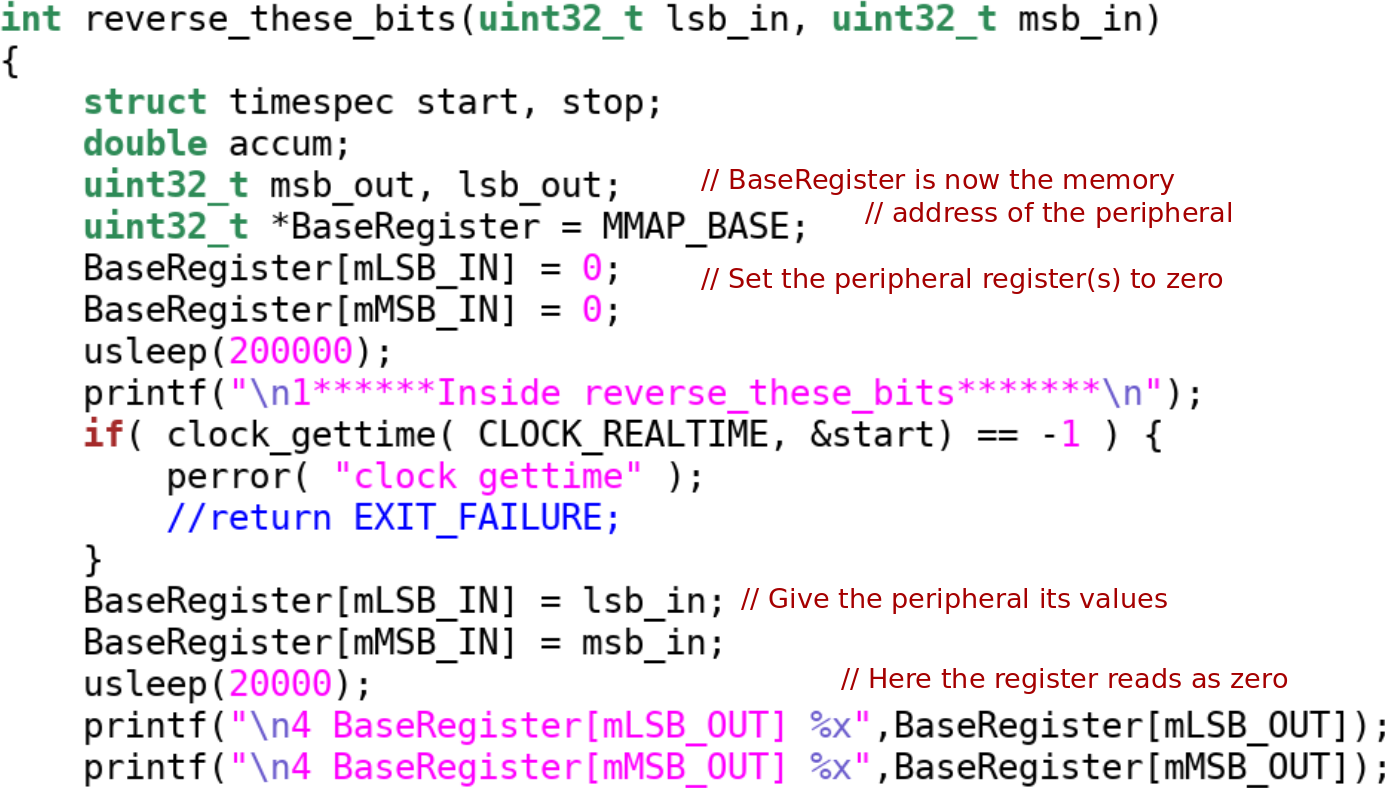 int reverse_these_bits(uint32_t lsb_in, uint32_t msb_in)
{
    struct timespec start, stop;
    double accum;
    uint32_t msb_out, lsb_out;    // BaseRegister is now the memory
    uint32_t *BaseRegister = MMAP_BASE;    // address of the peripheral
    BaseRegister[mLSB_IN] = 0;    // Set the peripheral register(s) to zero
    BaseRegister[mMSB_IN] = 0;
    usleep(200000);
    printf("\n1******Inside reverse_these_bits*******\n");
    if( clock_gettime( CLOCK_REALTIME, &start) == -1 ) {
        perror( "clock gettime" );
        //return EXIT_FAILURE;
    }
    BaseRegister[mLSB_IN] = lsb_in; // Give the peripheral its values
    BaseRegister[mMSB_IN] = msb_in;
    usleep(20000);    // Here the register reads as zero
    printf("\n4 BaseRegister[mLSB_OUT] %x",BaseRegister[mLSB_OUT]);
    printf("\n4 BaseRegister[mMSB_OUT] %x",BaseRegister[mMSB_OUT]);